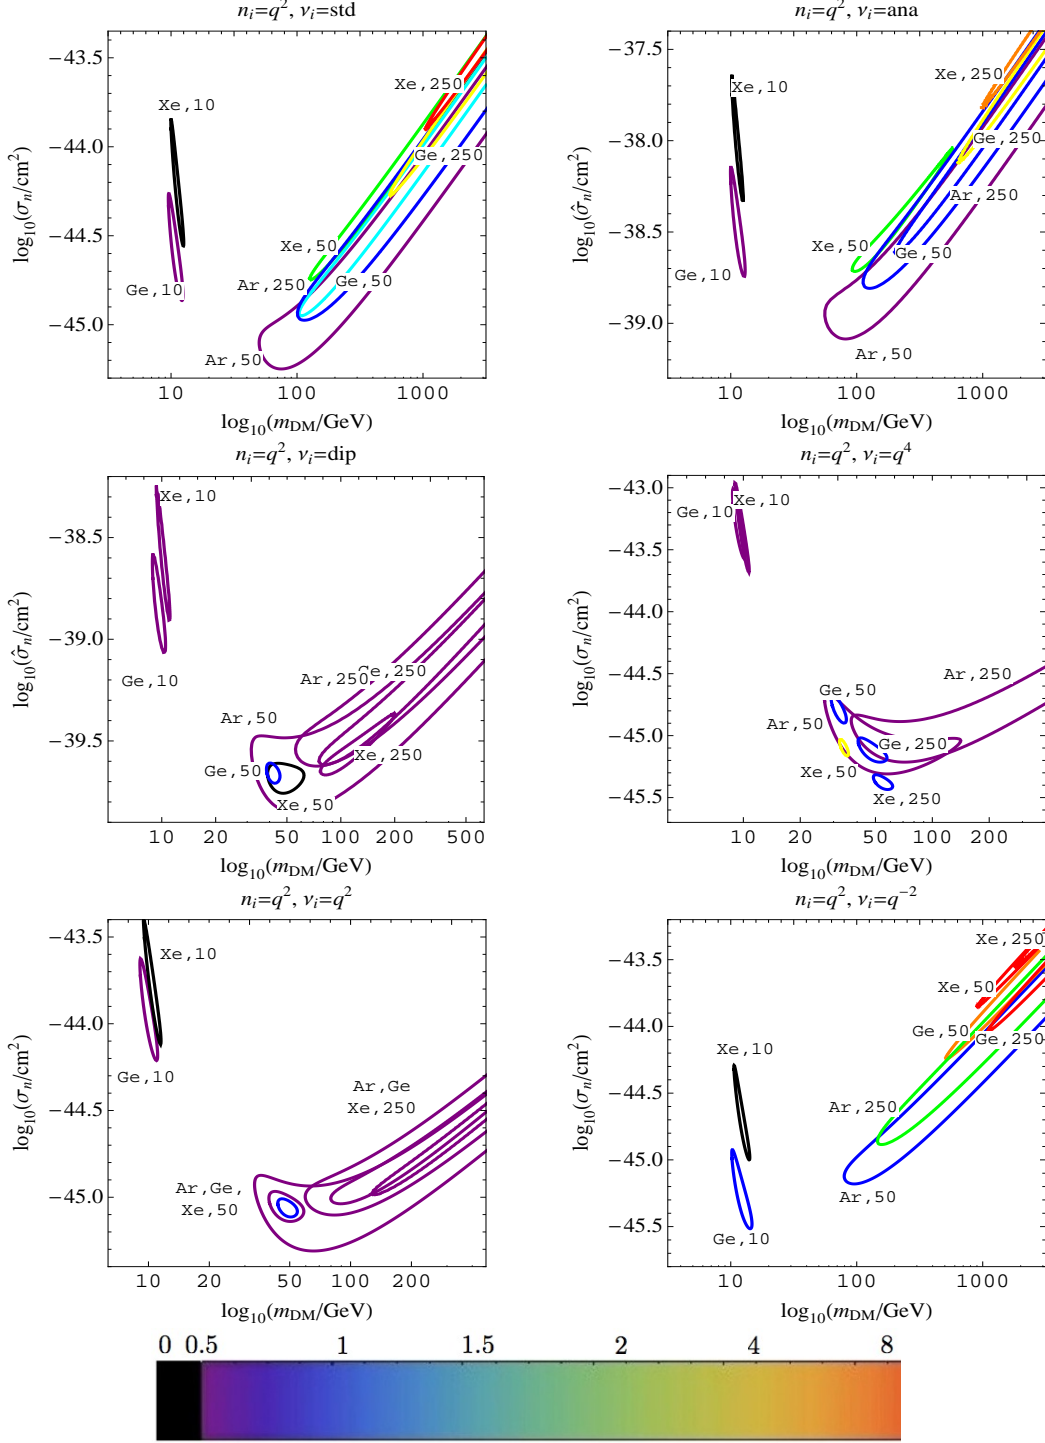 n_i=q^2, ν_i=std
−43.5
−44.0
−44.5
−45.0
log_10(σ_n/cm^2)
Xe,10
Ge,10
Xe,250
Ge,250
Xe,50
Ar,250
Ge,50
Ar,50
10 100 1000
log_10(m_DM/GeV)
n_i=q^2, ν_i=ana
−37.5
−38.0
−38.5
−39.0
log_10(σ̂_n/cm^2)
Xe,10
Ge,10
Xe,250
Ge,250
Ar,250
Xe,50
Ge,50
Ar,50
10 100 1000
log_10(m_DM/GeV)
n_i=q^2, ν_i=dip
−38.5
−39.0
−39.5
log_10(σ̂_n/cm^2)
Xe,10
Ge,10
Ar,250
Ge,250
Ar,50
Xe,250
Ge,50
Xe,50
10 20 50 100 200 500
log_10(m_DM/GeV)
n_i=q^2, ν_i=q^4
−43.0
−43.5
−44.0
−44.5
−45.0
−45.5
log_10(σ_n/cm^2)
Xe,10
Ge,10
Ar,250
Ge,50
Ar,50
Ge,250
Xe,50
Xe,250
10 20 50 100 200
log_10(m_DM/GeV)
n_i=q^2, ν_i=q^2
−43.5
−44.0
−44.5
−45.0
log_10(σ_n/cm^2)
Xe,10
Ge,10
Ar,Ge
Xe,250
Ar,Ge,
Xe,50
10 20 50 100 200
log_10(m_DM/GeV)
n_i=q^2, ν_i=q^−2
−43.5
−44.0
−44.5
−45.0
−45.5
log_10(σ_n/cm^2)
Xe,250
Xe,50
Ge,50
Ge,250
Xe,10
Ar,250
Ar,50
Ge,10
10 100 1000
log_10(m_DM/GeV)
0 0.5 1 1.5 2 4 8